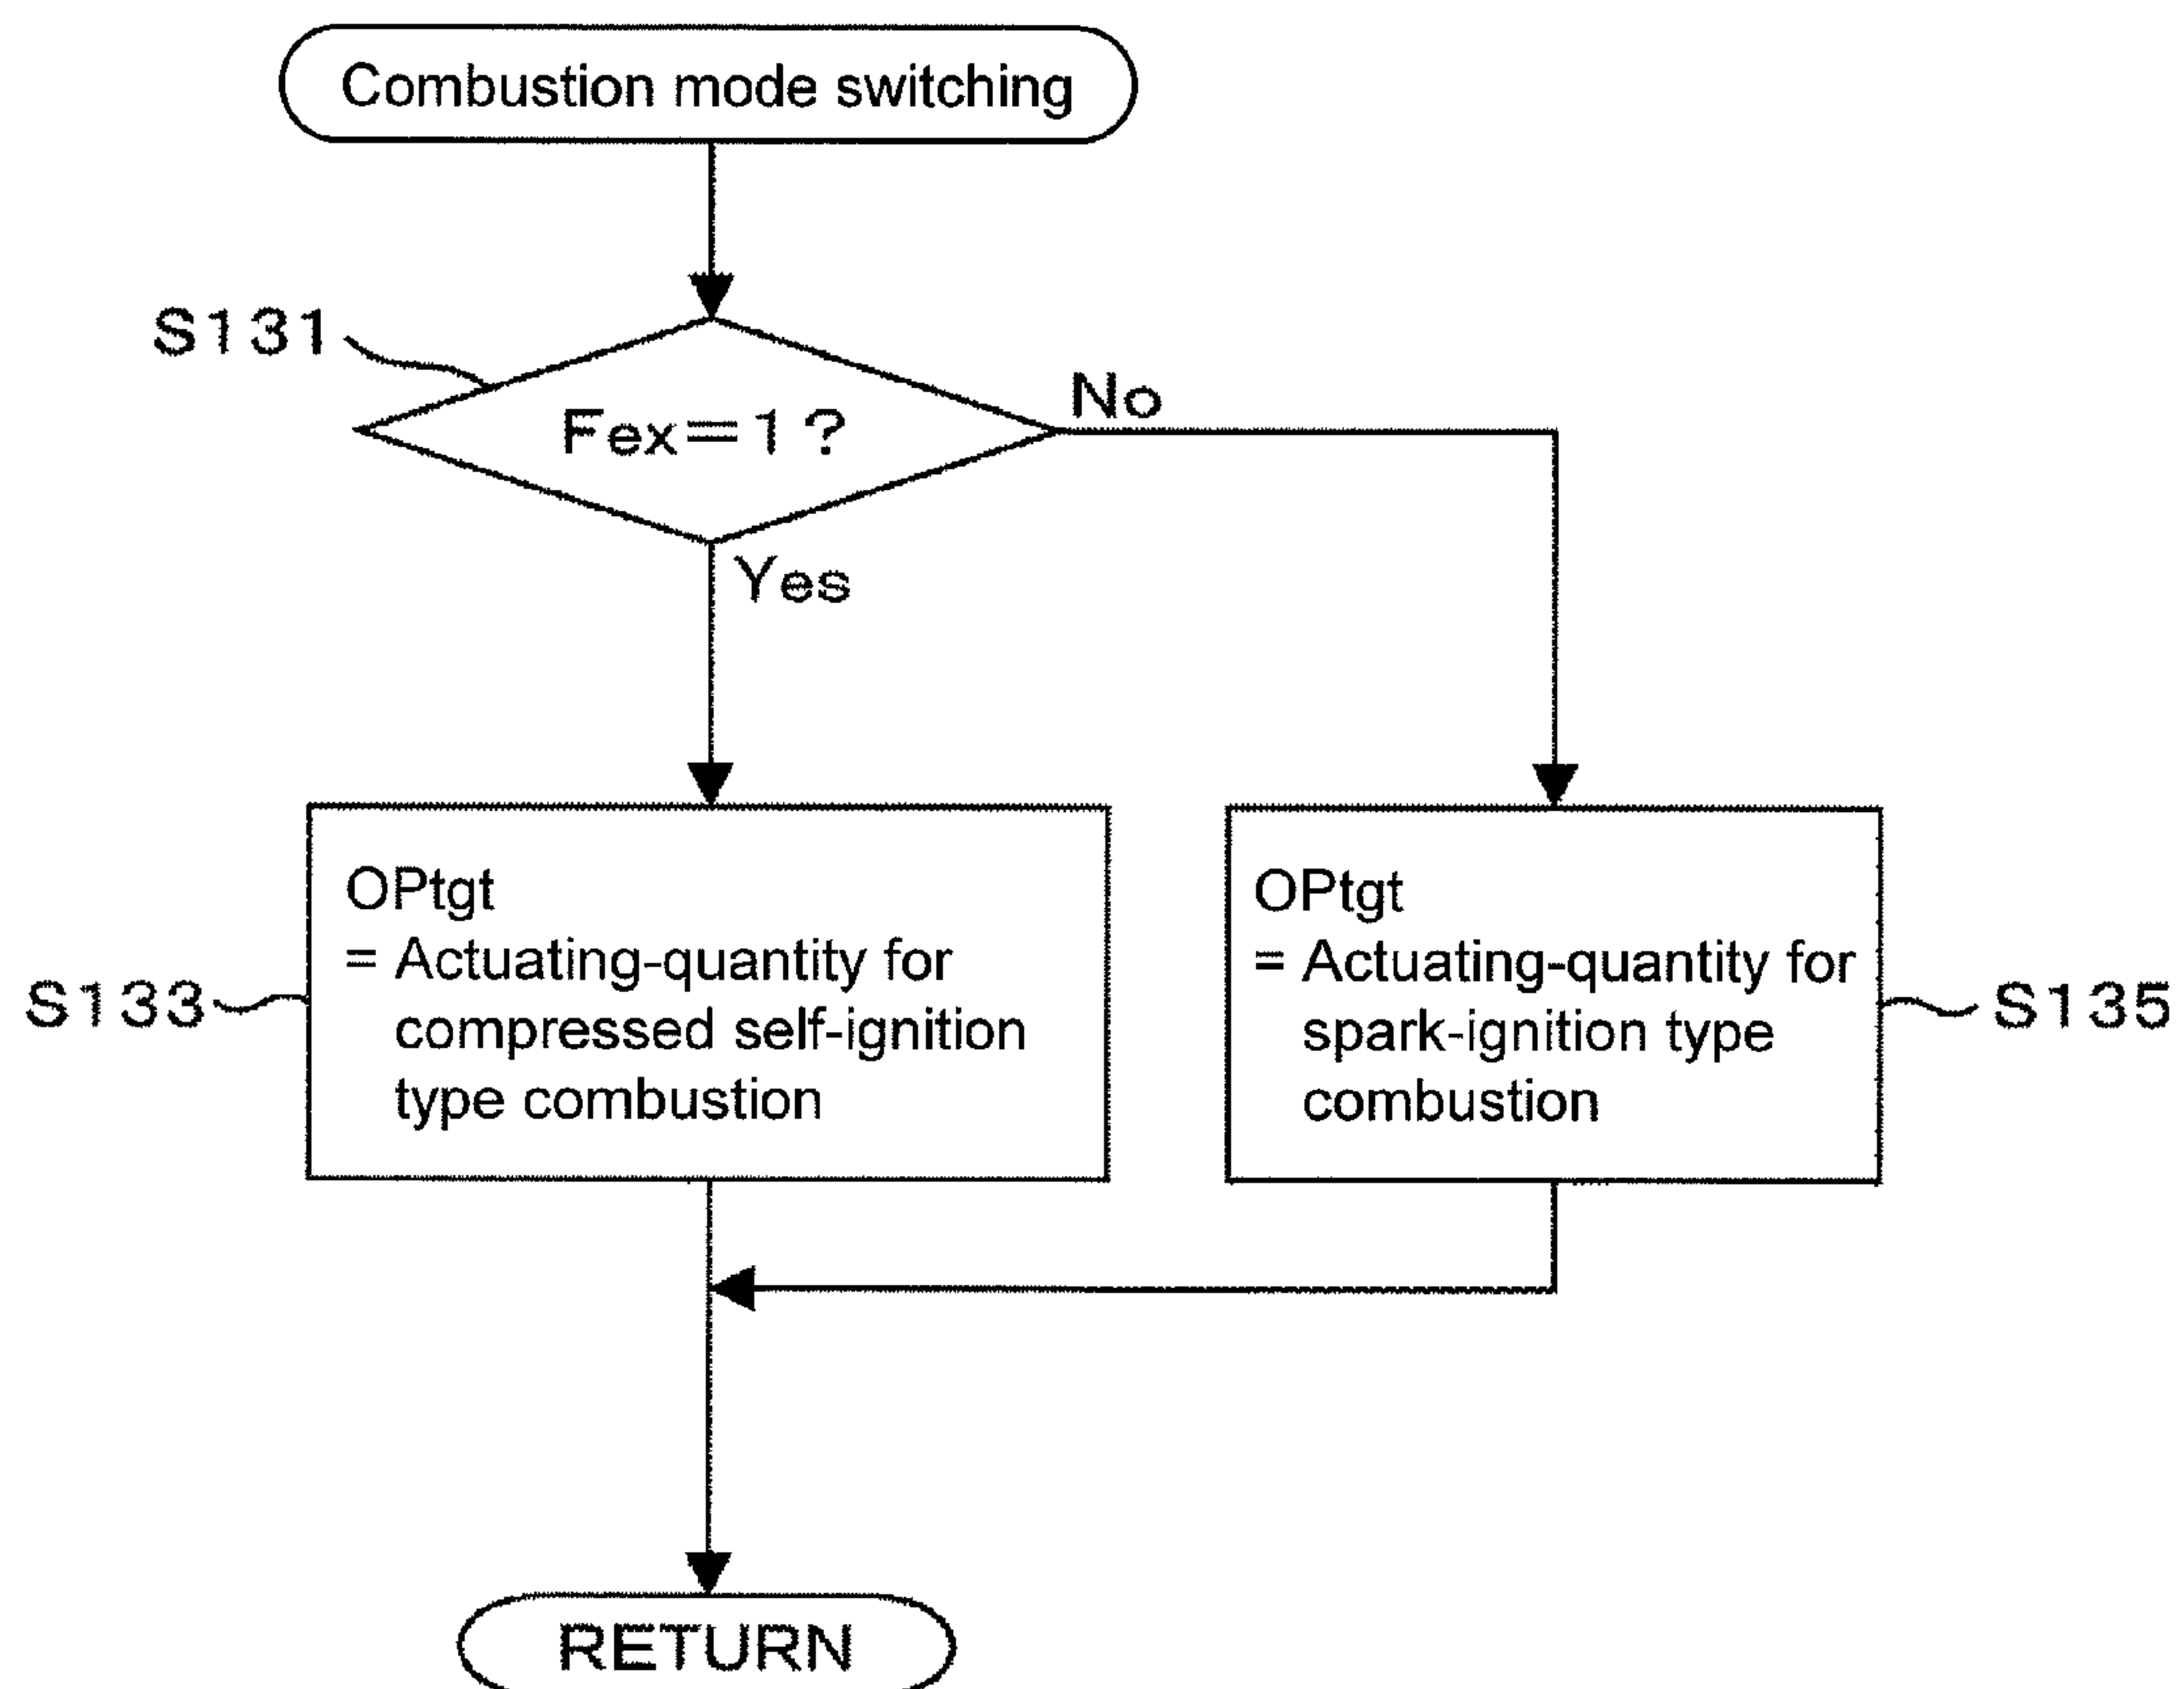 Combustion mode switching
S131
Fex=1?
No
Yes
OPtgt
= Actuating-quantity for
compressed self-ignition
type combustion
S133
OPtgt
= Actuating-quantity for
spark-ignition type
combustion
S135
RETURN